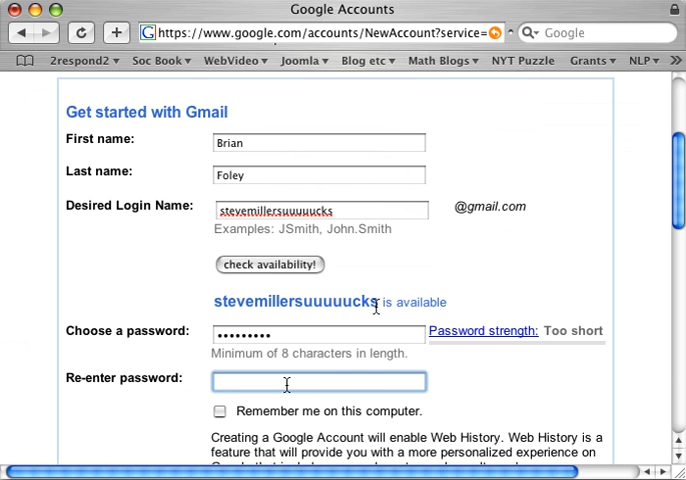 Google Accounts
https://www.google.com/accounts/NewAccount?service=
Google
2respond2 Soc Book WebVideo Joomla Blog etc Math Blogs NYT Puzzle Grants NLP
Get started with Gmail
First name: Brian
Last name: Foley
Desired Login Name: stevemillersuuuuucks @gmail.com
Examples: JSmith, John.Smith
check availability!
stevemillersuuuuucks is available
Choose a password: ••••••••• Password strength: Too short
Minimum of 8 characters in length.
Re-enter password:
Remember me on this computer.
Creating a Google Account will enable Web History. Web History is a
feature that will provide you with a more personalized experience on